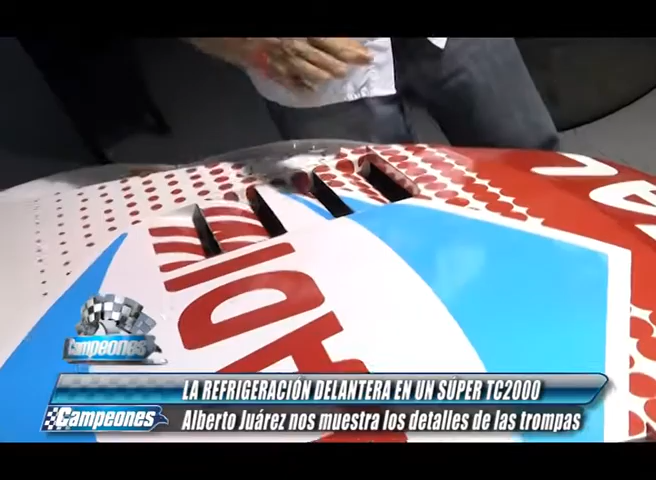 Campeones
LA REFRIGERACIÓN DELANTERA EN UN SÚPER TC2000
Campeones
Alberto Juárez nos muestra los detalles de las trompas